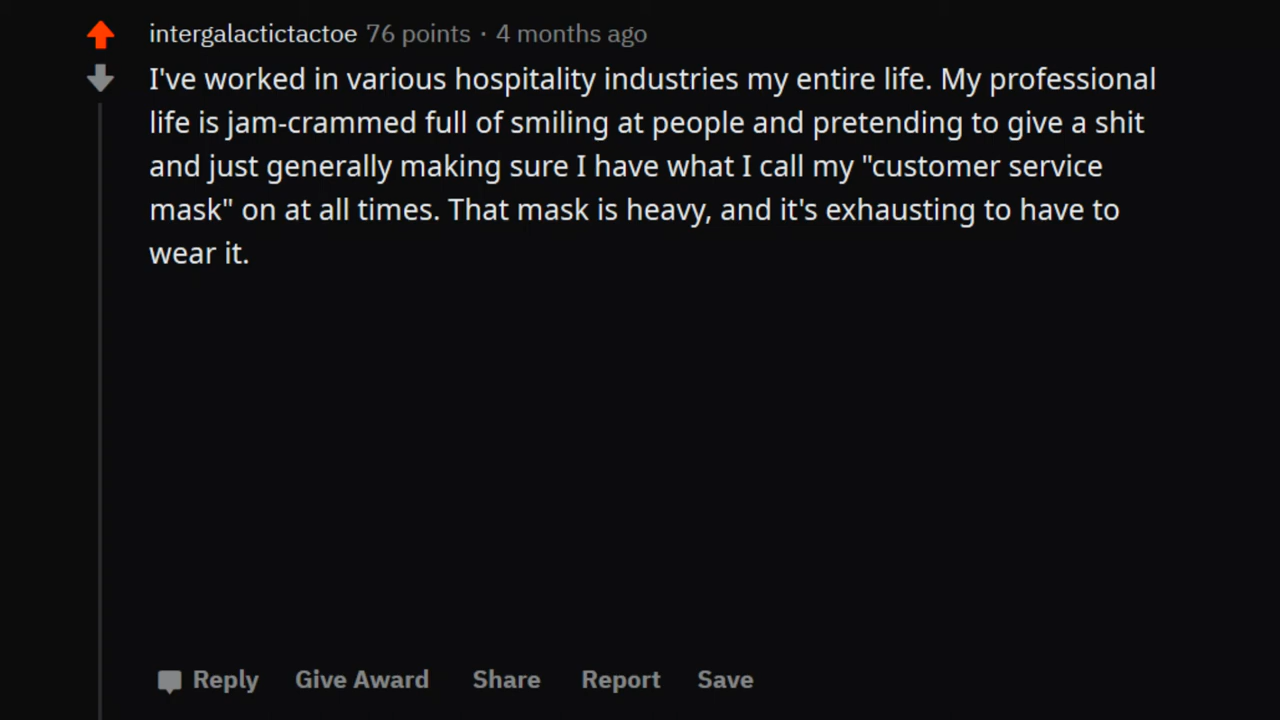 intergalactictactoe 76 points · 4 months ago
I've worked in various hospitality industries my entire life. My professional
life is jam-crammed full of smiling at people and pretending to give a shit
and just generally making sure I have what I call my "customer service
mask" on at all times. That mask is heavy, and it's exhausting to have to
wear it.
Reply Give Award Share Report Save